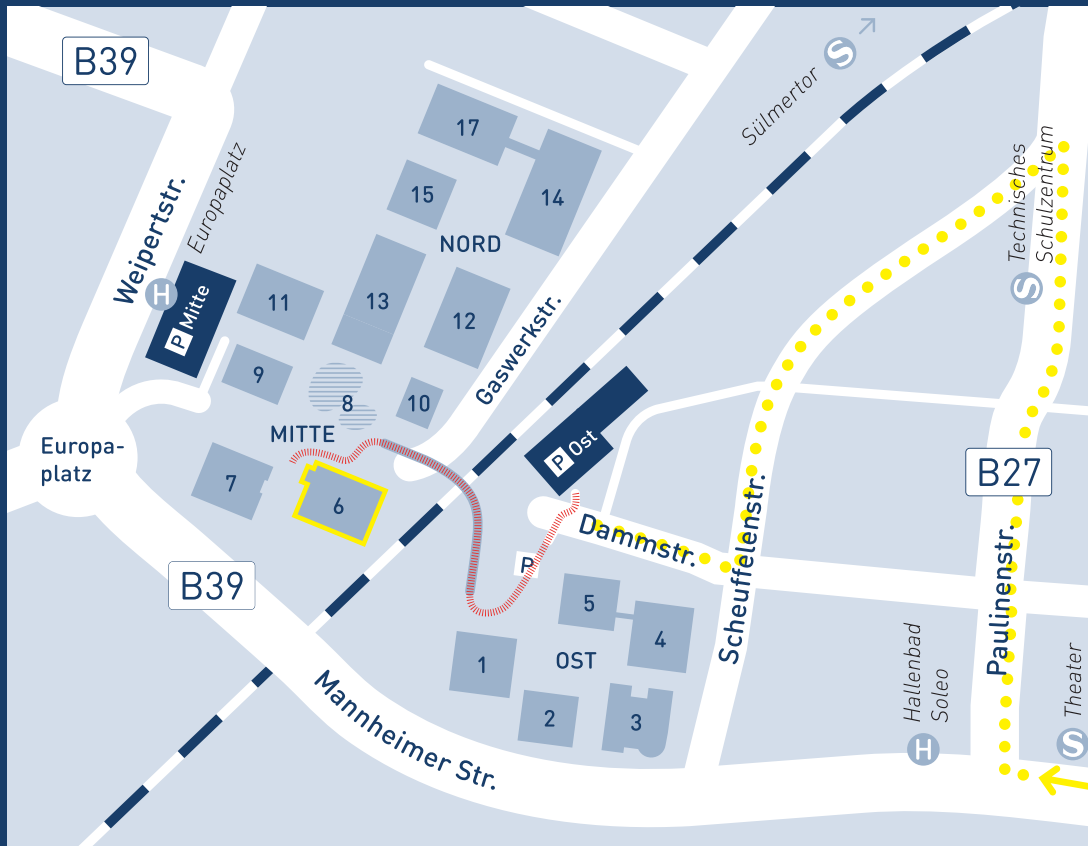 B39
Weipertstr.
Europaplatz
H
P Mitte
17
15
14
NORD
11
13
12
9
8
10
MITTE
Gaswerkstr.
Sülmertor
S
Technisches
Schulzentrum
S
Europa-
platz
7
6
P Ost
Dammstr.
P
B39
Mannheimer Str.
5
4
1
OST
2
3
Scheuffelenstr.
B27
Paulinenstr.
Hallenbad
Soleo
H
Theater
S